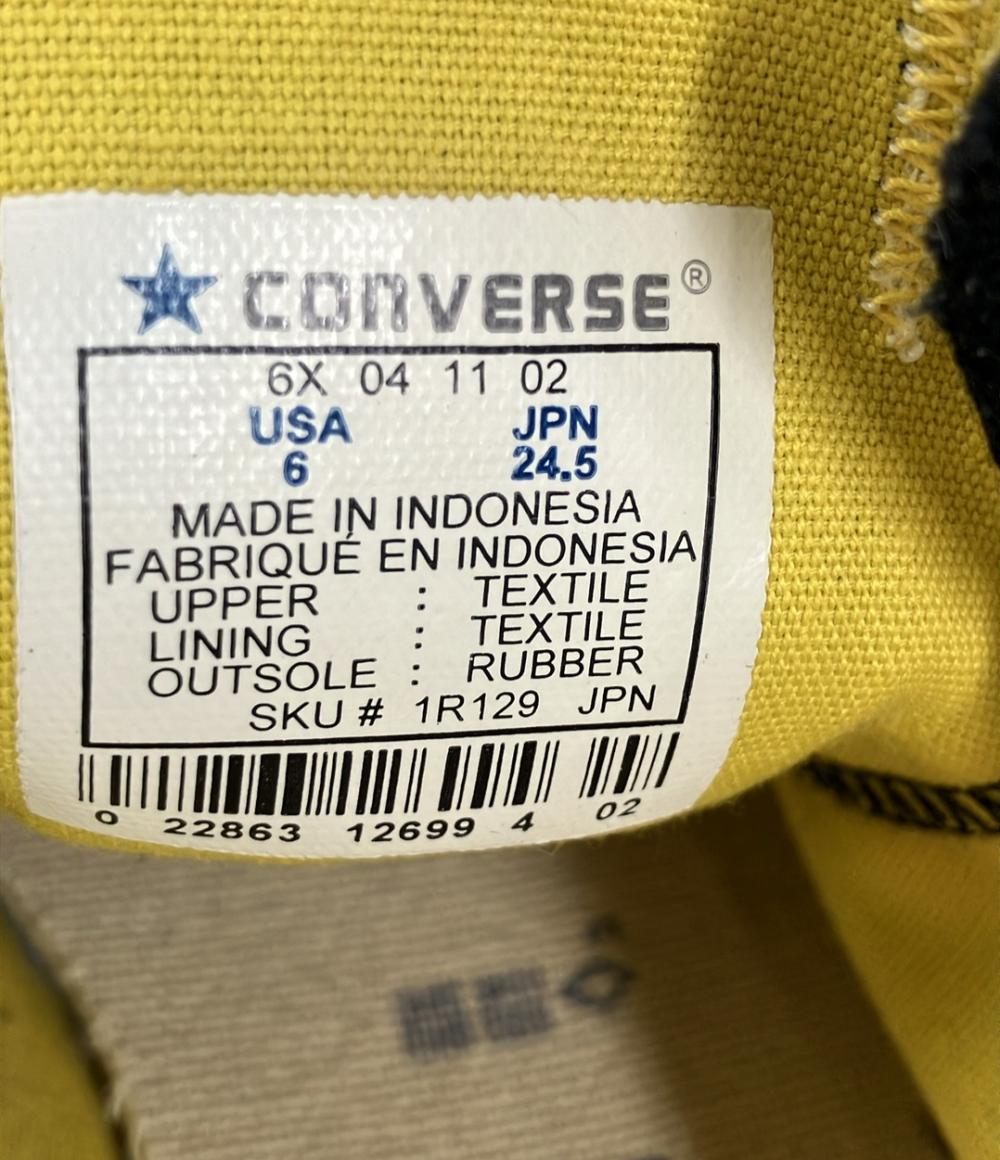 CONVERSE®
6X 04 11 02
USA JPN
6 24.5
MADE IN INDONESIA
FABRIQUÉ EN INDONESIA
UPPER : TEXTILE
LINING : TEXTILE
OUTSOLE : RUBBER
SKU # 1R129 JPN
0 22863 12699 4 02